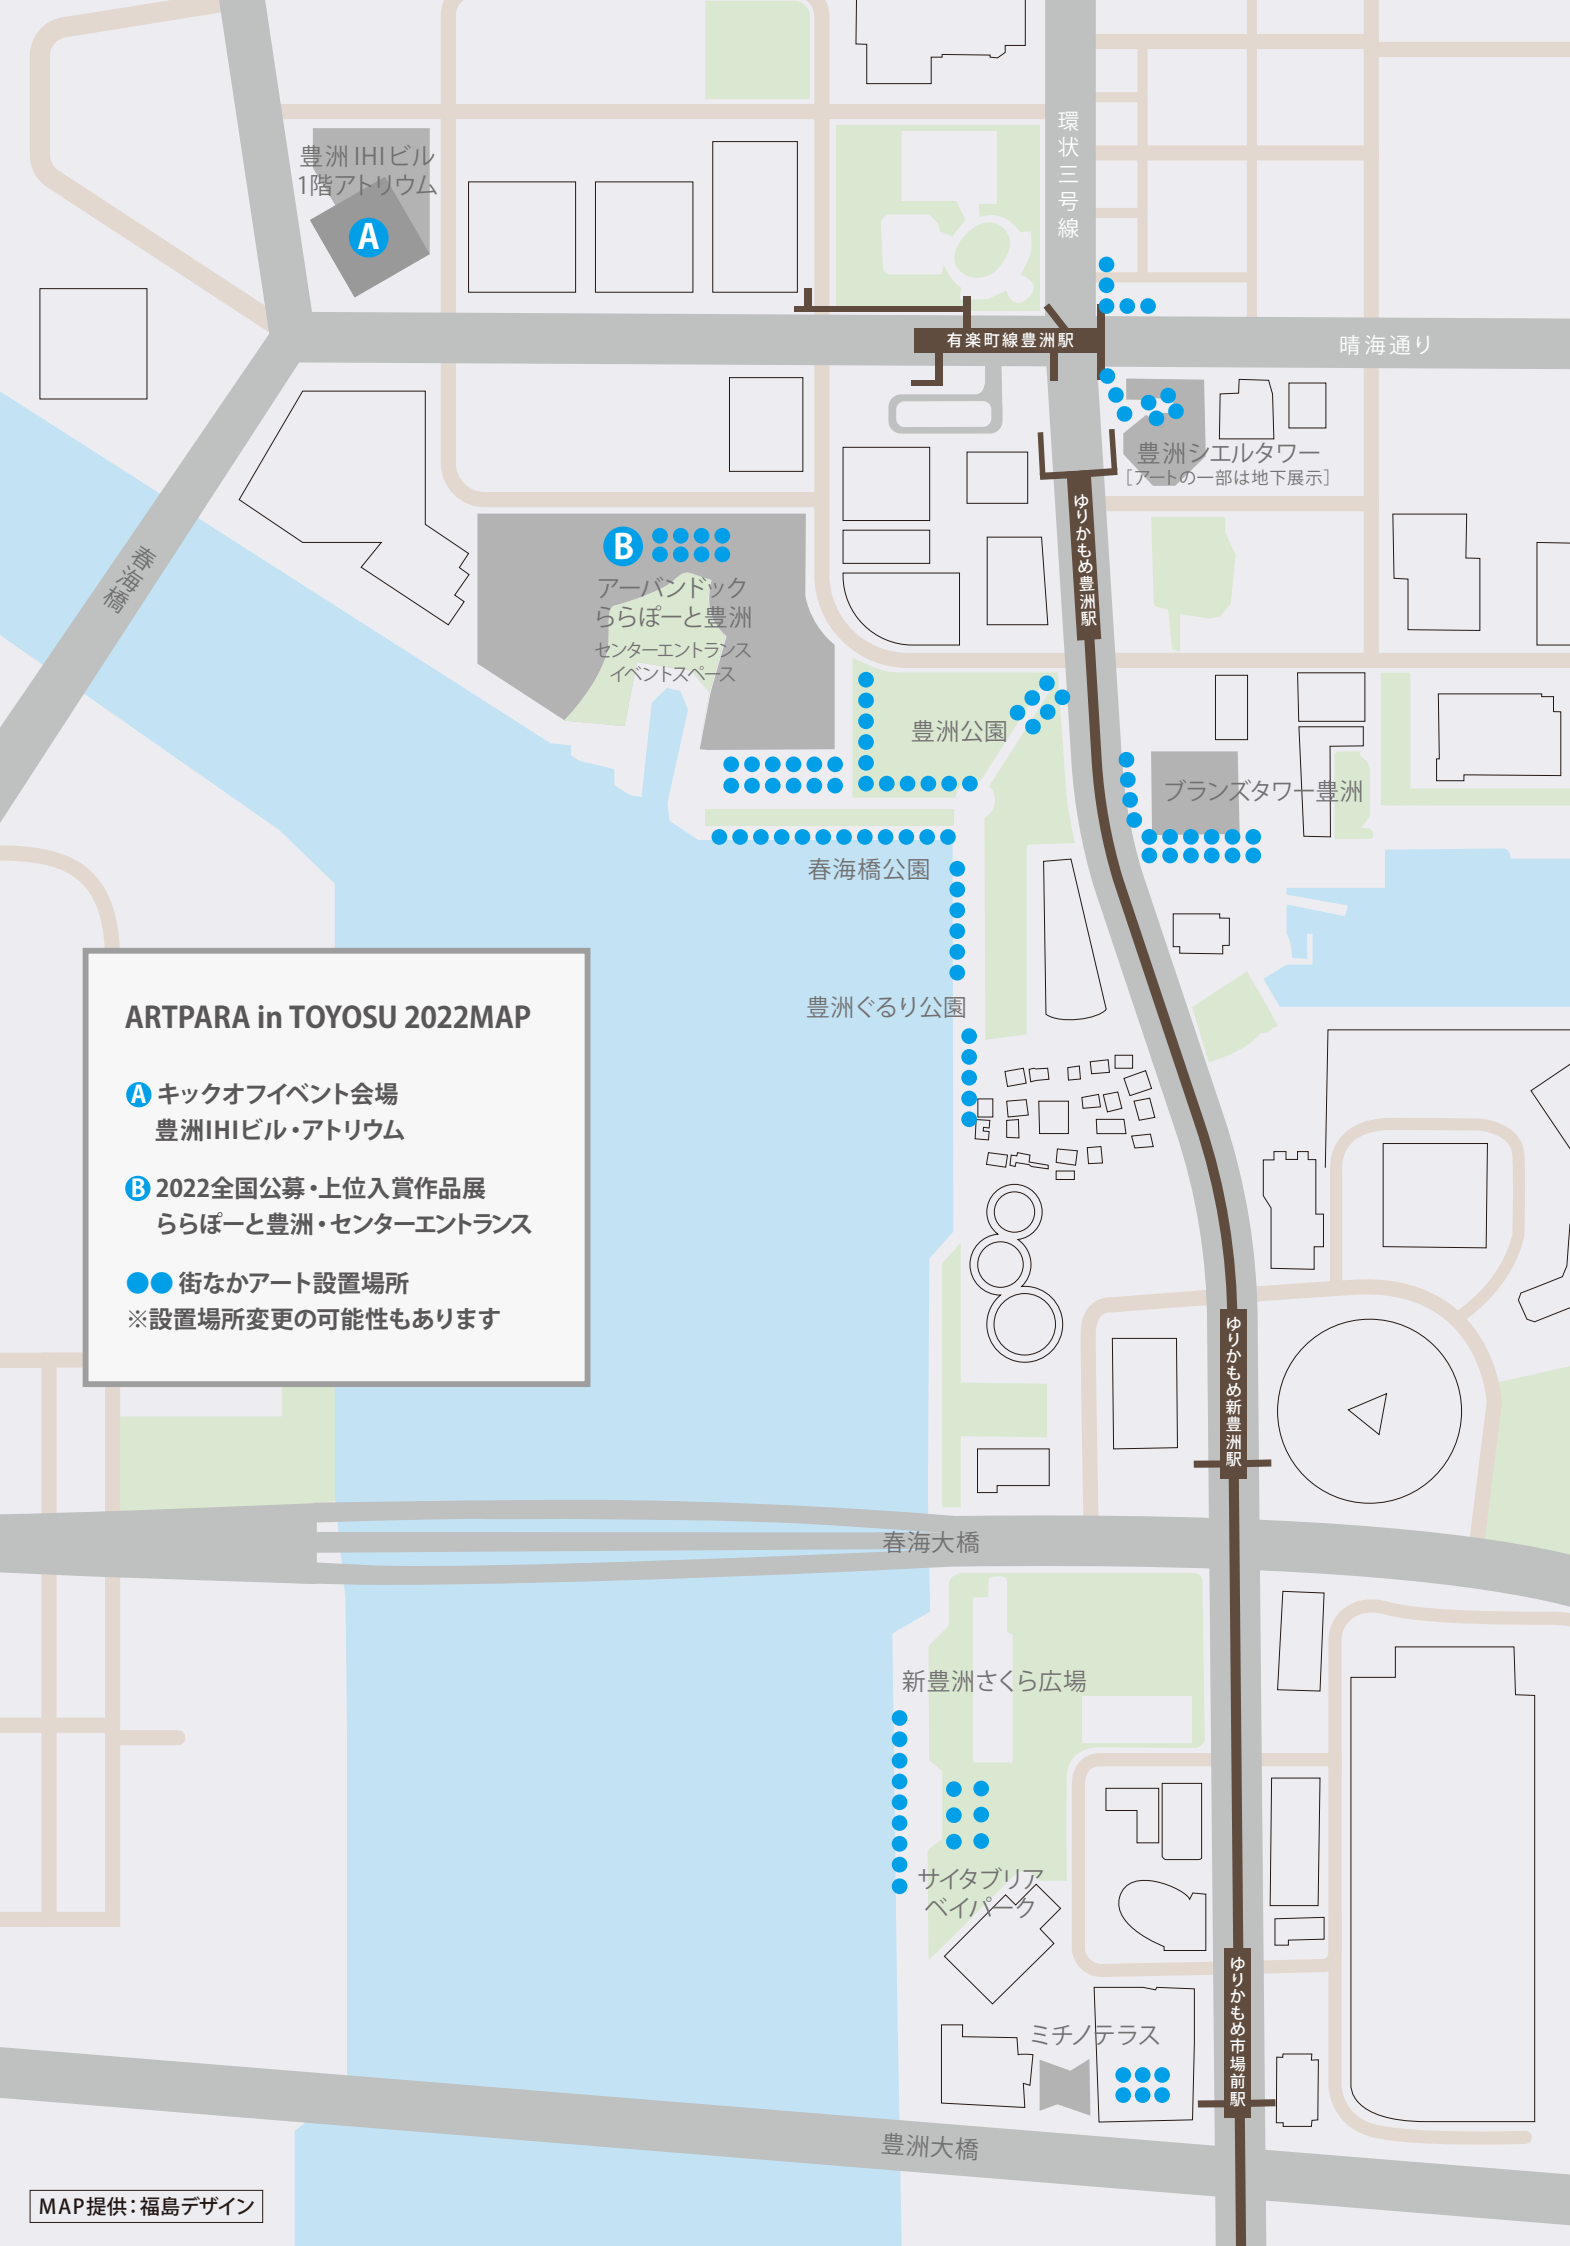 環状三号線
豊洲IHIビル
1階アトリウム
A
有楽町線豊洲駅
晴海通り
豊洲シエルタワー
[アートの一部は地下展示]
ゆりかもめ豊洲駅
春海橋
B
アーバンドック
ららぽーと豊洲
センターエントランス
イベントスペース
豊洲公園
ブランズタワー豊洲
春海橋公園
豊洲ぐるり公園
ARTPARA in TOYOSU 2022MAP
A キックオフイベント会場
豊洲IHIビル・アトリウム
B 2022全国公募・上位入賞作品展
ららぽーと豊洲・センターエントランス
●● 街なかアート設置場所
※設置場所変更の可能性もあります
ゆりかもめ新豊洲駅
春海大橋
新豊洲さくら広場
サイタブリア
ベイパーク
ゆりかもめ市場前駅
ミチノテラス
豊洲大橋
MAP提供：福島デザイン